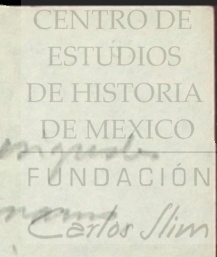 CENTRO DE
ESTUDIOS
DE HISTORIA
DE MEXICO
FUNDACIÓN
Carlos Slim